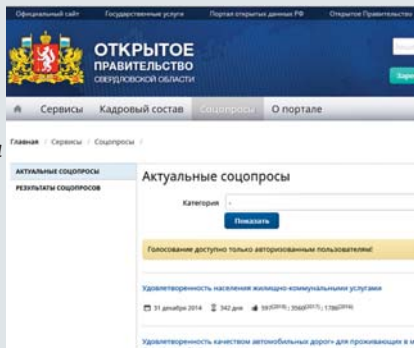 Официальный сайт Государственные услуги Портал открытых данных РФ Открытое Правительство
ОТКРЫТОЕ
ПРАВИТЕЛЬСТВО
СВЕРДЛОВСКОЙ ОБЛАСТИ
Сервисы Кадровый состав Соцопросы О портале
Главная / Сервисы / Соцопросы /
АКТУАЛЬНЫЕ СОЦОПРОСЫ
РЕЗУЛЬТАТЫ СОЦОПРОСОВ
Актуальные соцопросы
Категория -
Показать
Голосование доступно только авторизованным пользователям!
Удовлетворенность населения жилищно-коммунальными услугами
31 декабря 2014 342 дня
Удовлетворенность качеством автомобильных дорог» для проживающих в